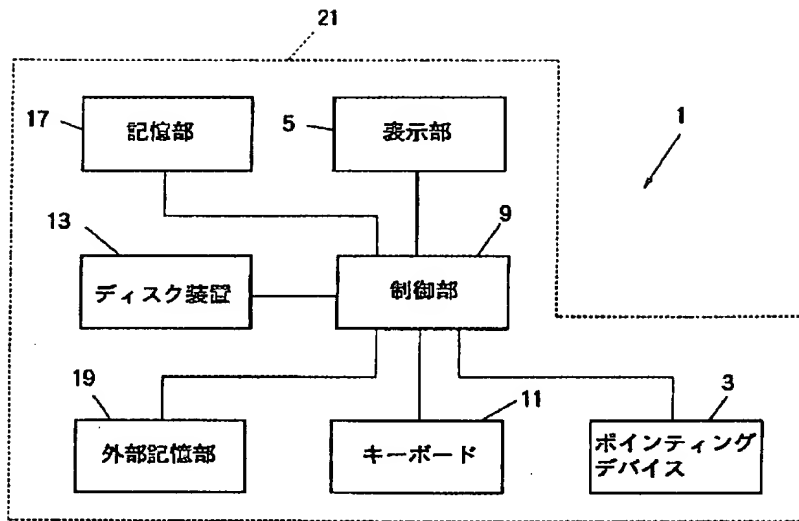 21
17
記憶部
5
表示部
1
13
ディスク装置
9
制御部
19
外部記憶部
11
キーボード
3
ポインティング
デバイス